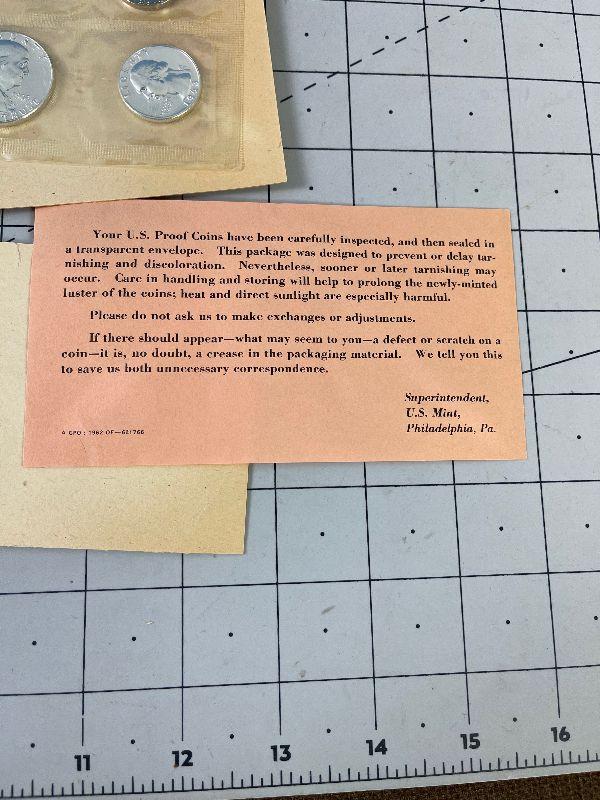 Your U.S. Proof Coins have been carefully inspected, and then sealed in
a transparent envelope. This package was designed to prevent or delay tar-
nishing and discoloration. Nevertheless, sooner or later tarnishing may
occur. Care in handling and storing will help to prolong the newly-minted
luster of the coins; heat and direct sunlight are especially harmful.
Please do not ask us to make exchanges or adjustments.
If there should appear—what may seem to you—a defect or scratch on a
coin—it is, no doubt, a crease in the packaging material. We tell you this
to save us both unnecessary correspondence.
Superintendent,
U.S. Mint,
Philadelphia, Pa.
GPO : 1962 OF—621766
11 12 13 14 15 16